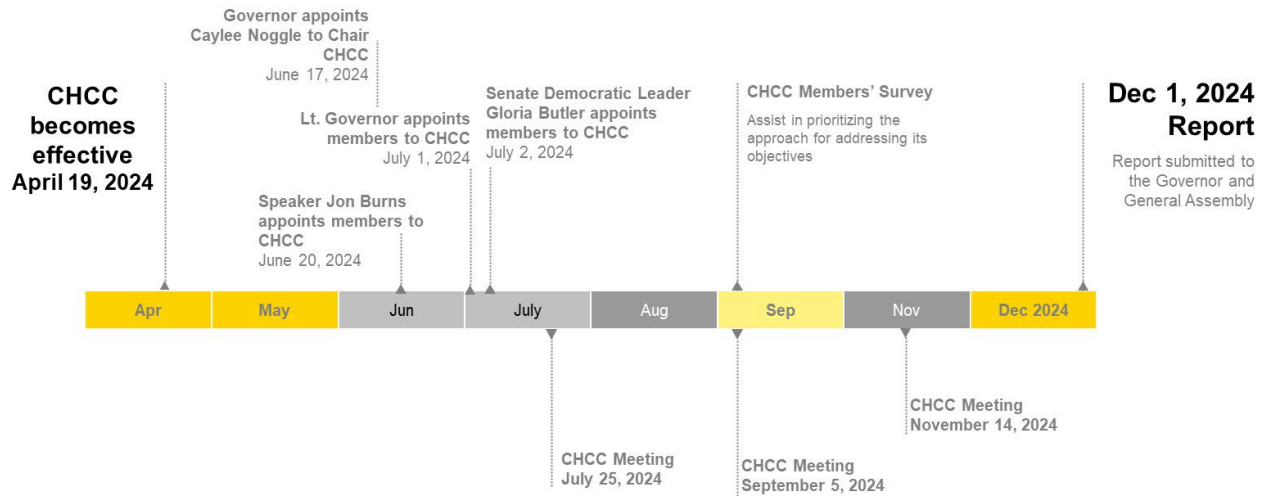 Governor appoints
Caylee Noggle to Chair
CHCC
June 17, 2024
CHCC
becomes
effective
April 19, 2024
Lt. Governor appoints
members to CHCC
July 1, 2024
Senate Democratic Leader
Gloria Butler appoints
members to CHCC
July 2, 2024
CHCC Members’ Survey
Assist in prioritizing the
approach for addressing its
objectives
Dec 1, 2024
Report
Report submitted to
the Governor and
General Assembly
Speaker Jon Burns
appoints members to
CHCC
June 20, 2024
Apr May Jun July Aug Sep Nov Dec 2024
CHCC Meeting
July 25, 2024
CHCC Meeting
September 5, 2024
CHCC Meeting
November 14, 2024